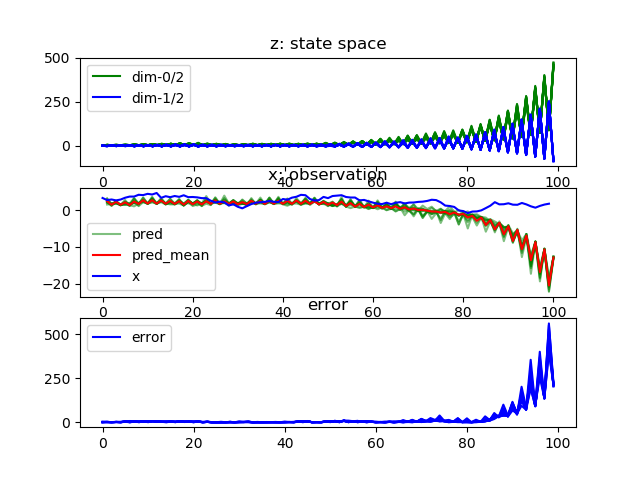 z: state space
500
250
0
dim-0/2
dim-1/2
0 20 40 60 80 100
x: observation
0
−10
−20
pred
pred_mean
x
0 20 40 60 80 100
error
500
250
0
error
0 20 40 60 80 100